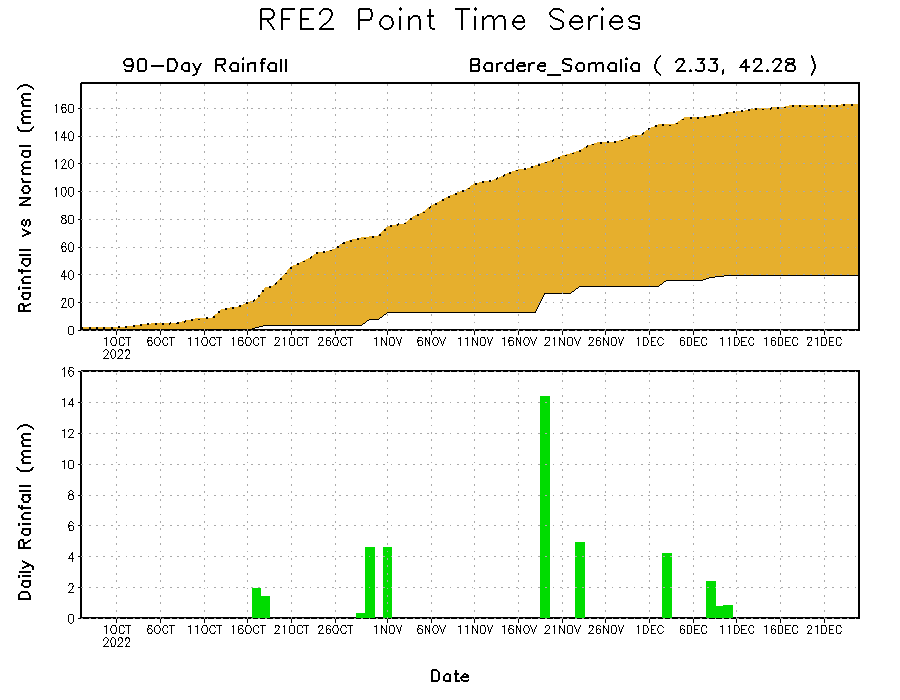 RFE2 Point Time Series
90-Day Rainfall Bardere_Somalia ( 2.33, 42.28 )
Rainfall vs Normal (mm)
160
140
120
100
80
60
40
20
0
1OCT 6OCT 11OCT 16OCT 21OCT 26OCT 1NOV 6NOV 11NOV 16NOV 21NOV 26NOV 1DEC 6DEC 11DEC 16DEC 21DEC
2022
Daily Rainfall (mm)
16
14
12
10
8
6
4
2
0
1OCT 6OCT 11OCT 16OCT 21OCT 26OCT 1NOV 6NOV 11NOV 16NOV 21NOV 26NOV 1DEC 6DEC 11DEC 16DEC 21DEC
2022
Date